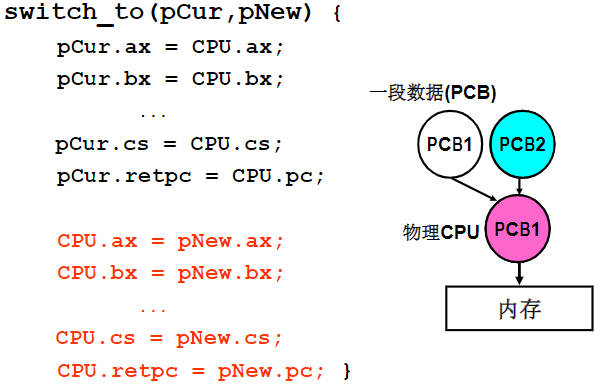 switch_to(pCur,pNew) {
pCur.ax = CPU.ax;
pCur.bx = CPU.bx;
...
pCur.cs = CPU.cs;
pCur.retpc = CPU.pc;
CPU.ax = pNew.ax;
CPU.bx = pNew.bx;
...
CPU.cs = pNew.cs;
CPU.retpc = pNew.pc; }
一段数据(PCB)
PCB1
PCB2
物理CPU
PCB1
内存